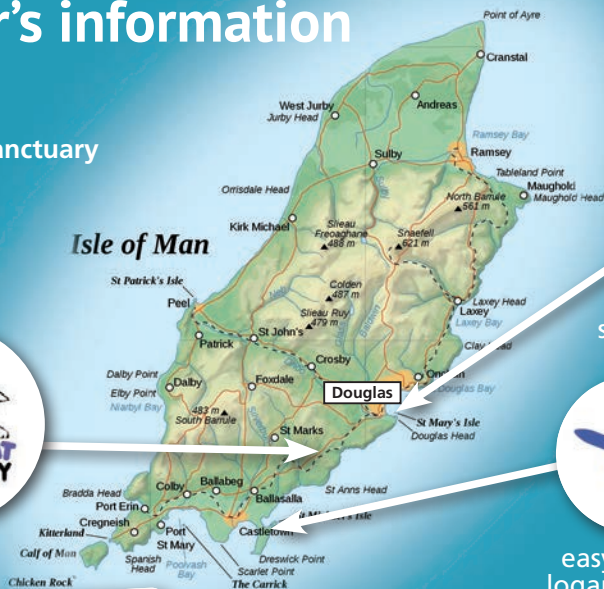 r's information
Point of Ayre
Cranstal
West Jurby
Jurby Head
Andreas
Ramsey Bay
anctuary
Sulby
Ramsey
Sulby
Tableland Point
Maughold
Maughold Head
North Barrule
561 m
Orrisdale Head
Kirk Michael
Slieau
Freoaghane
488 m
Snaefell
621 m
Isle of Man
St Patrick's Isle
Peel
Neb
Colden
487 m
Slieau Ruy
479 m
Baldwin
Laxey Head
Laxey
Laxey Bay
Patrick
St John's
Clay Head
s
Crosby
Dalby Point
Dalby
Foxdale
Elby Point
Niarbyl Bay
Douglas
Douglas Bay
483 m
South Barrule
St Mary's Isle
Douglas Head
St Marks
AT
Y
Colby
Ballabeg
St Anns Head
Bradda Head
Ballasalla
Port Erin
Cregneish
Kitterland
Port
St Mary
Castletown
Calf of Man
Spanish
Head
Poolvash
Bay
Dreswick Point
Scarlet Point
The Carrick
Chicken Rock
easy
logan